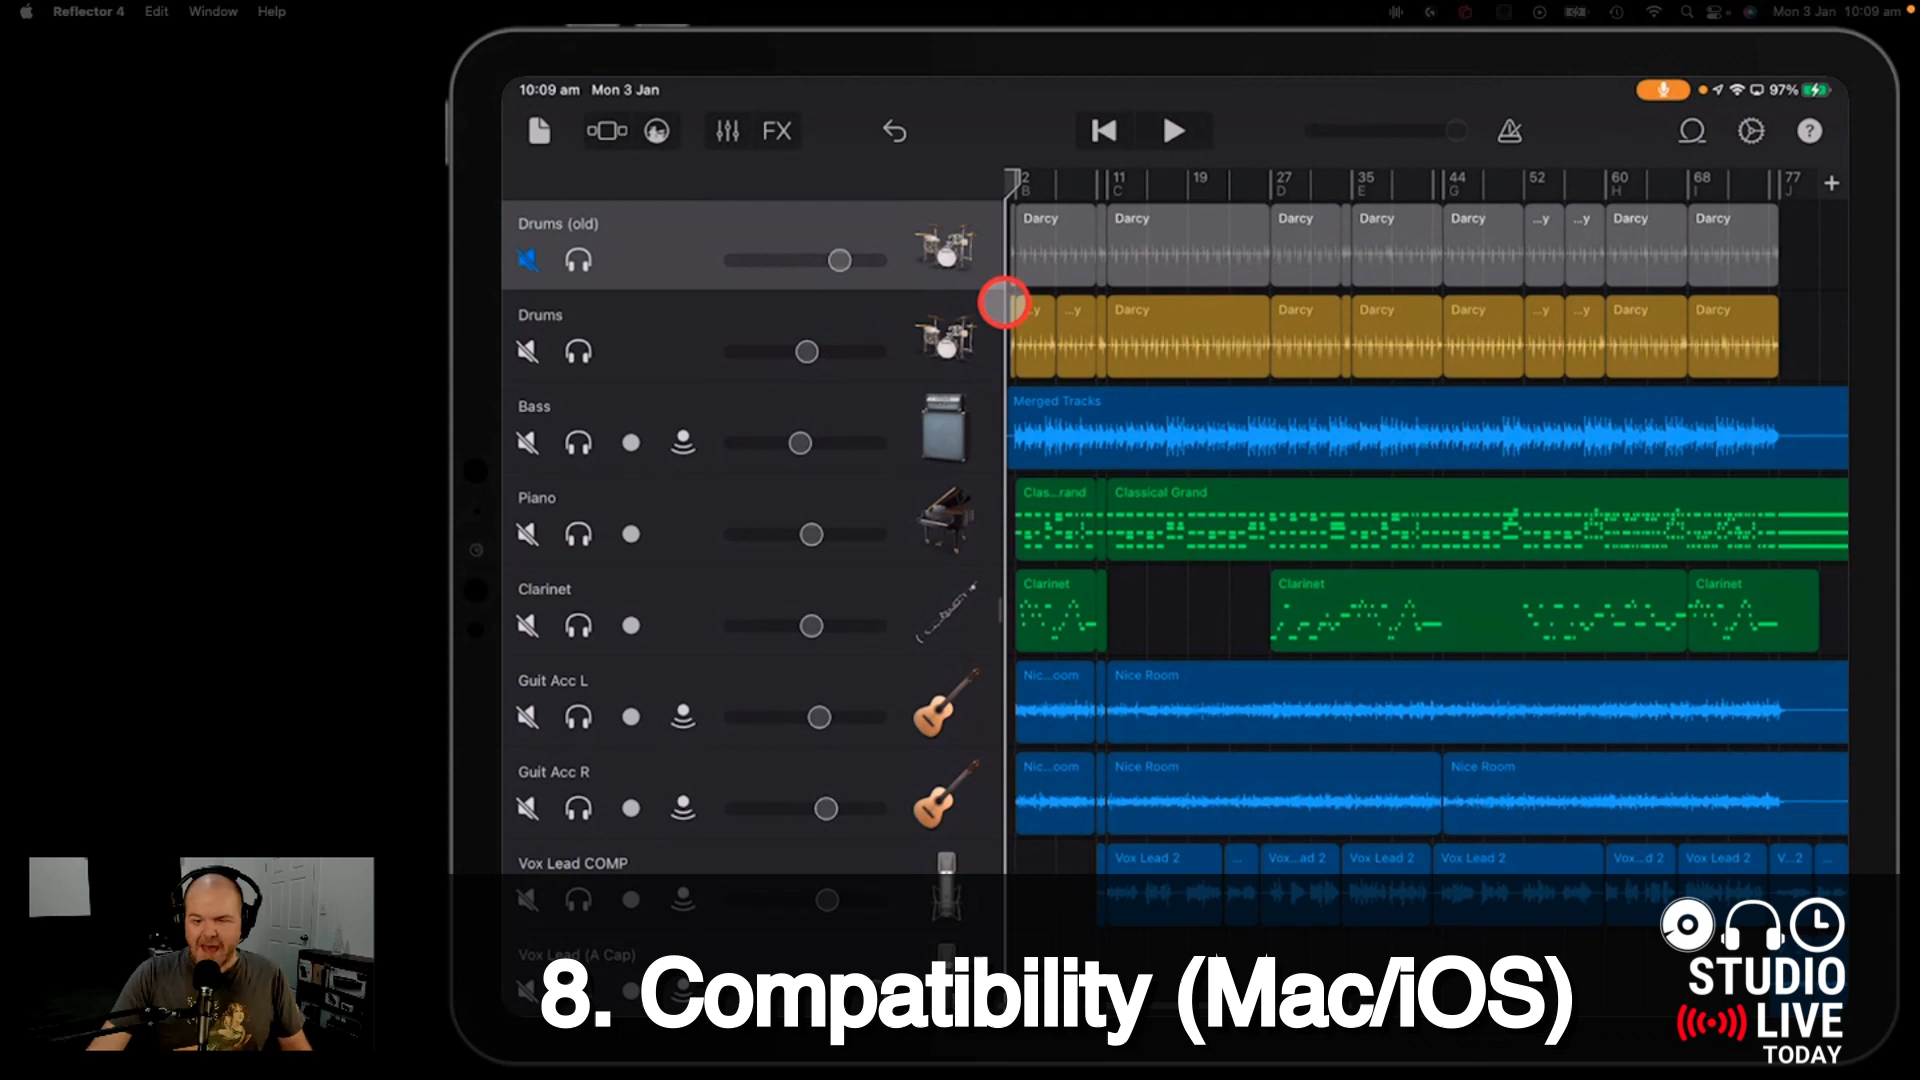 Reflector 4 Edit Window Help Mon 3 Jan 10:09 am
10:09 am Mon 3 Jan 97%
FX ?
2 11 19 27 35 44 52 60 68 77 +
B C D E G H I J
Drums (old) Darcy Darcy Darcy Darcy Darcy ...y ...y Darcy Darcy
Drums ...y ...y Darcy Darcy Darcy Darcy ...y ...y Darcy Darcy
Bass Merged Tracks
Piano Clas...rand Classical Grand
Clarinet Clarinet Clarinet Clarinet
Guit Acc L Nic...oom Nice Room
Guit Acc R Nic...oom Nice Room Nice Room
Vox Lead COMP Vox Lead 2 ... Vox...ad 2 Vox Lead 2 Vox Lead 2 Vox...d 2 Vox Lead 2 V...2 ...
Vox Lead (A Cap)
8. Compatibility (Mac/iOS)
STUDIO
LIVE
TODAY